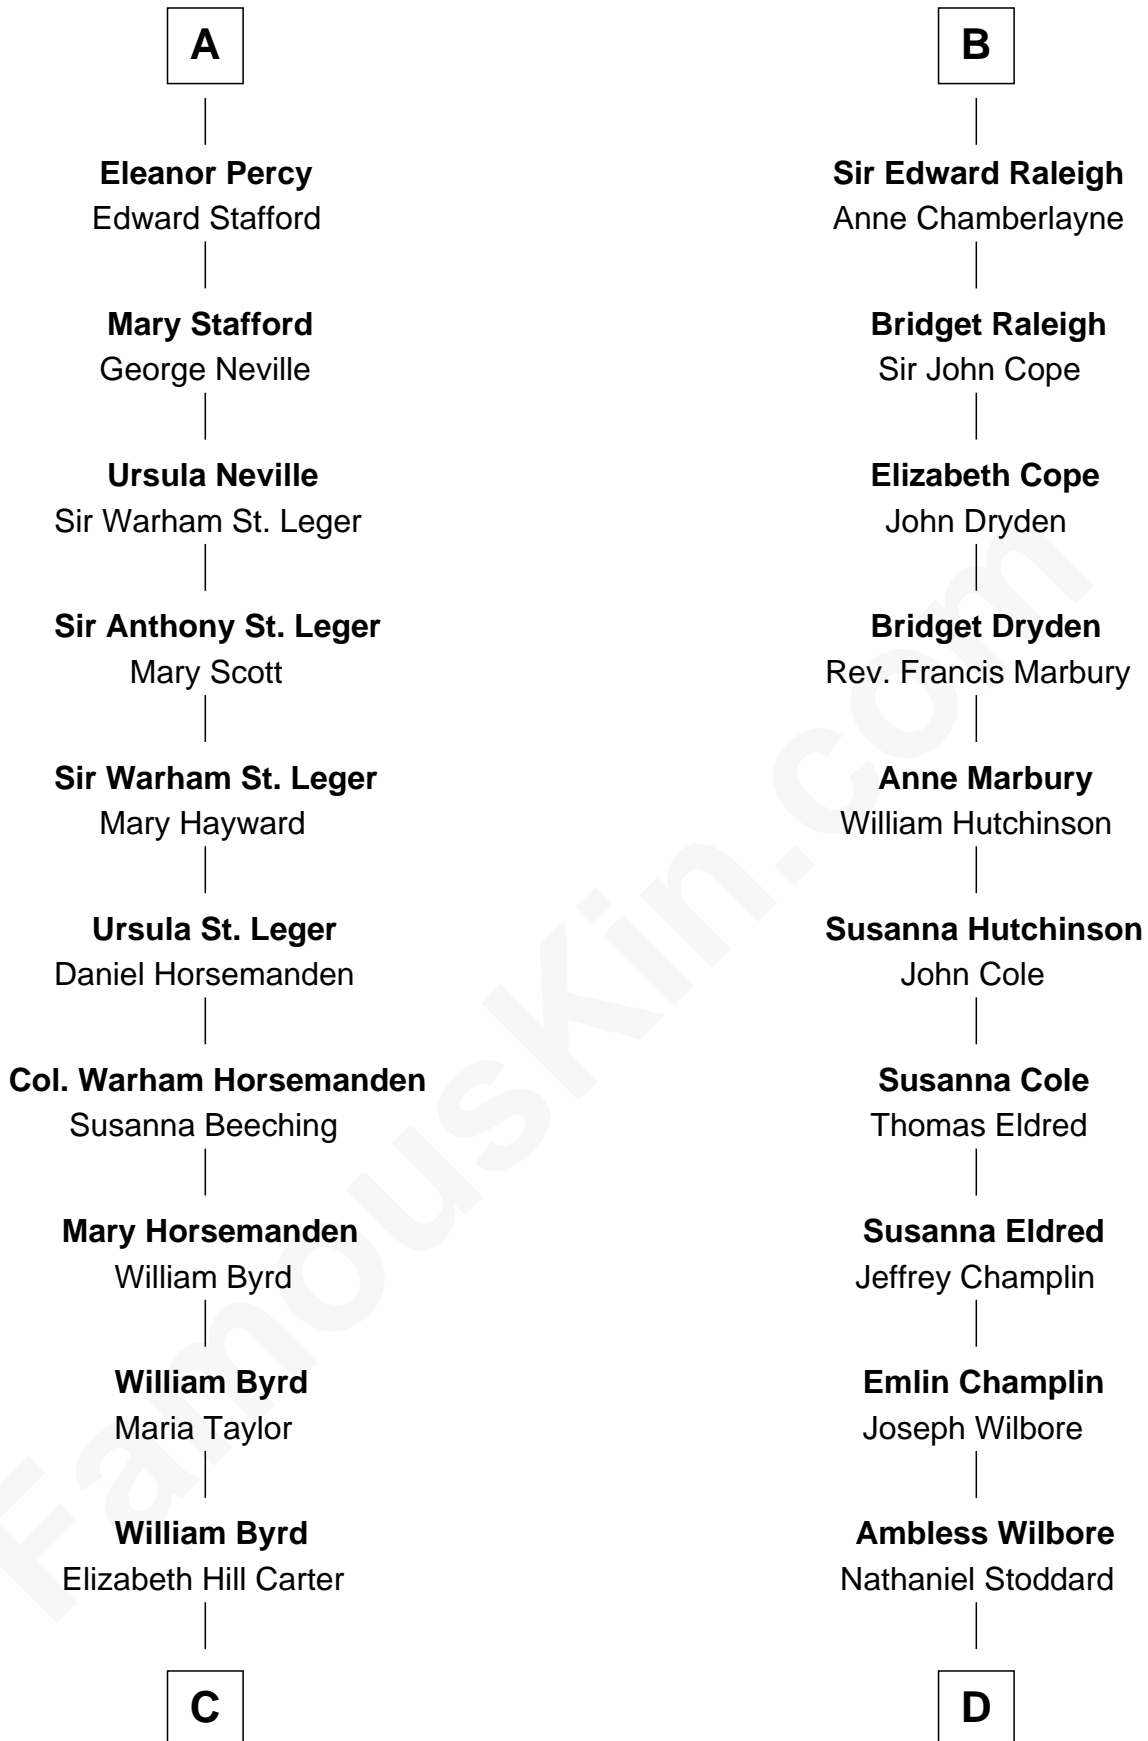 A
Eleanor Percy
Edward Stafford
Mary Stafford
George Neville
Ursula Neville
Sir Warham St. Leger
Sir Anthony St. Leger
Mary Scott
Sir Warham St. Leger
Mary Hayward
Ursula St. Leger
Daniel Horsemanden
Col. Warham Horsemanden
Susanna Beeching
Mary Horsemanden
William Byrd
William Byrd
Maria Taylor
William Byrd
Elizabeth Hill Carter
C
B
Sir Edward Raleigh
Anne Chamberlayne
Bridget Raleigh
Sir John Cope
Elizabeth Cope
John Dryden
Bridget Dryden
Rev. Francis Marbury
Anne Marbury
William Hutchinson
Susanna Hutchinson
John Cole
Susanna Cole
Thomas Eldred
Susanna Eldred
Jeffrey Champlin
Emlin Champlin
Joseph Wilbore
Ambless Wilbore
Nathaniel Stoddard
D
FamousKin.com